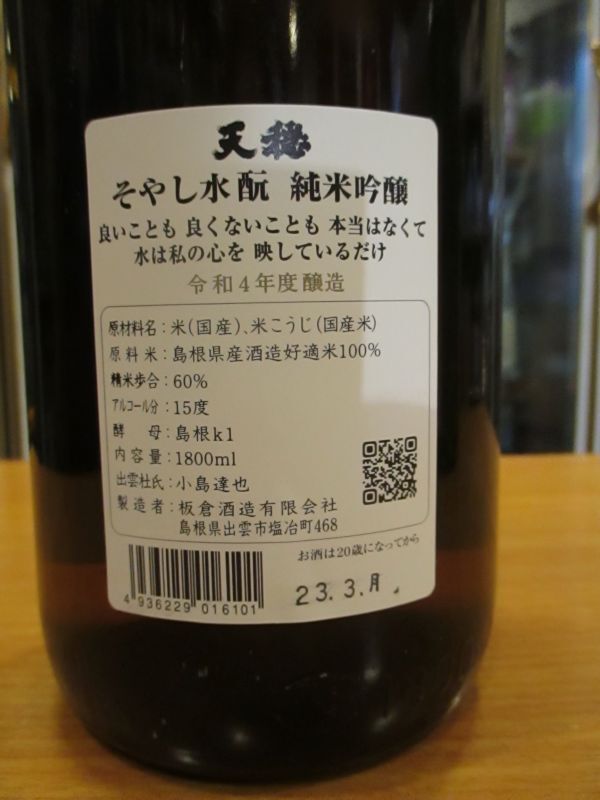 天穏
そやし水酛 純米吟醸
良いことも 良くないことも 本当はなくて
水は私の心を 映しているだけ
令和4年度醸造
原材料名：米(国産)、米こうじ(国産米)
原料米：島根県産酒造好適米100%
精米歩合：60%
アルコール分：15度
酵母：島根k1
内容量：1800ml
出雲杜氏：小島達也
製造者：板倉酒造有限会社
島根県出雲市塩冶町468
お酒は20歳になってから
4 936229 016101
23.3.月